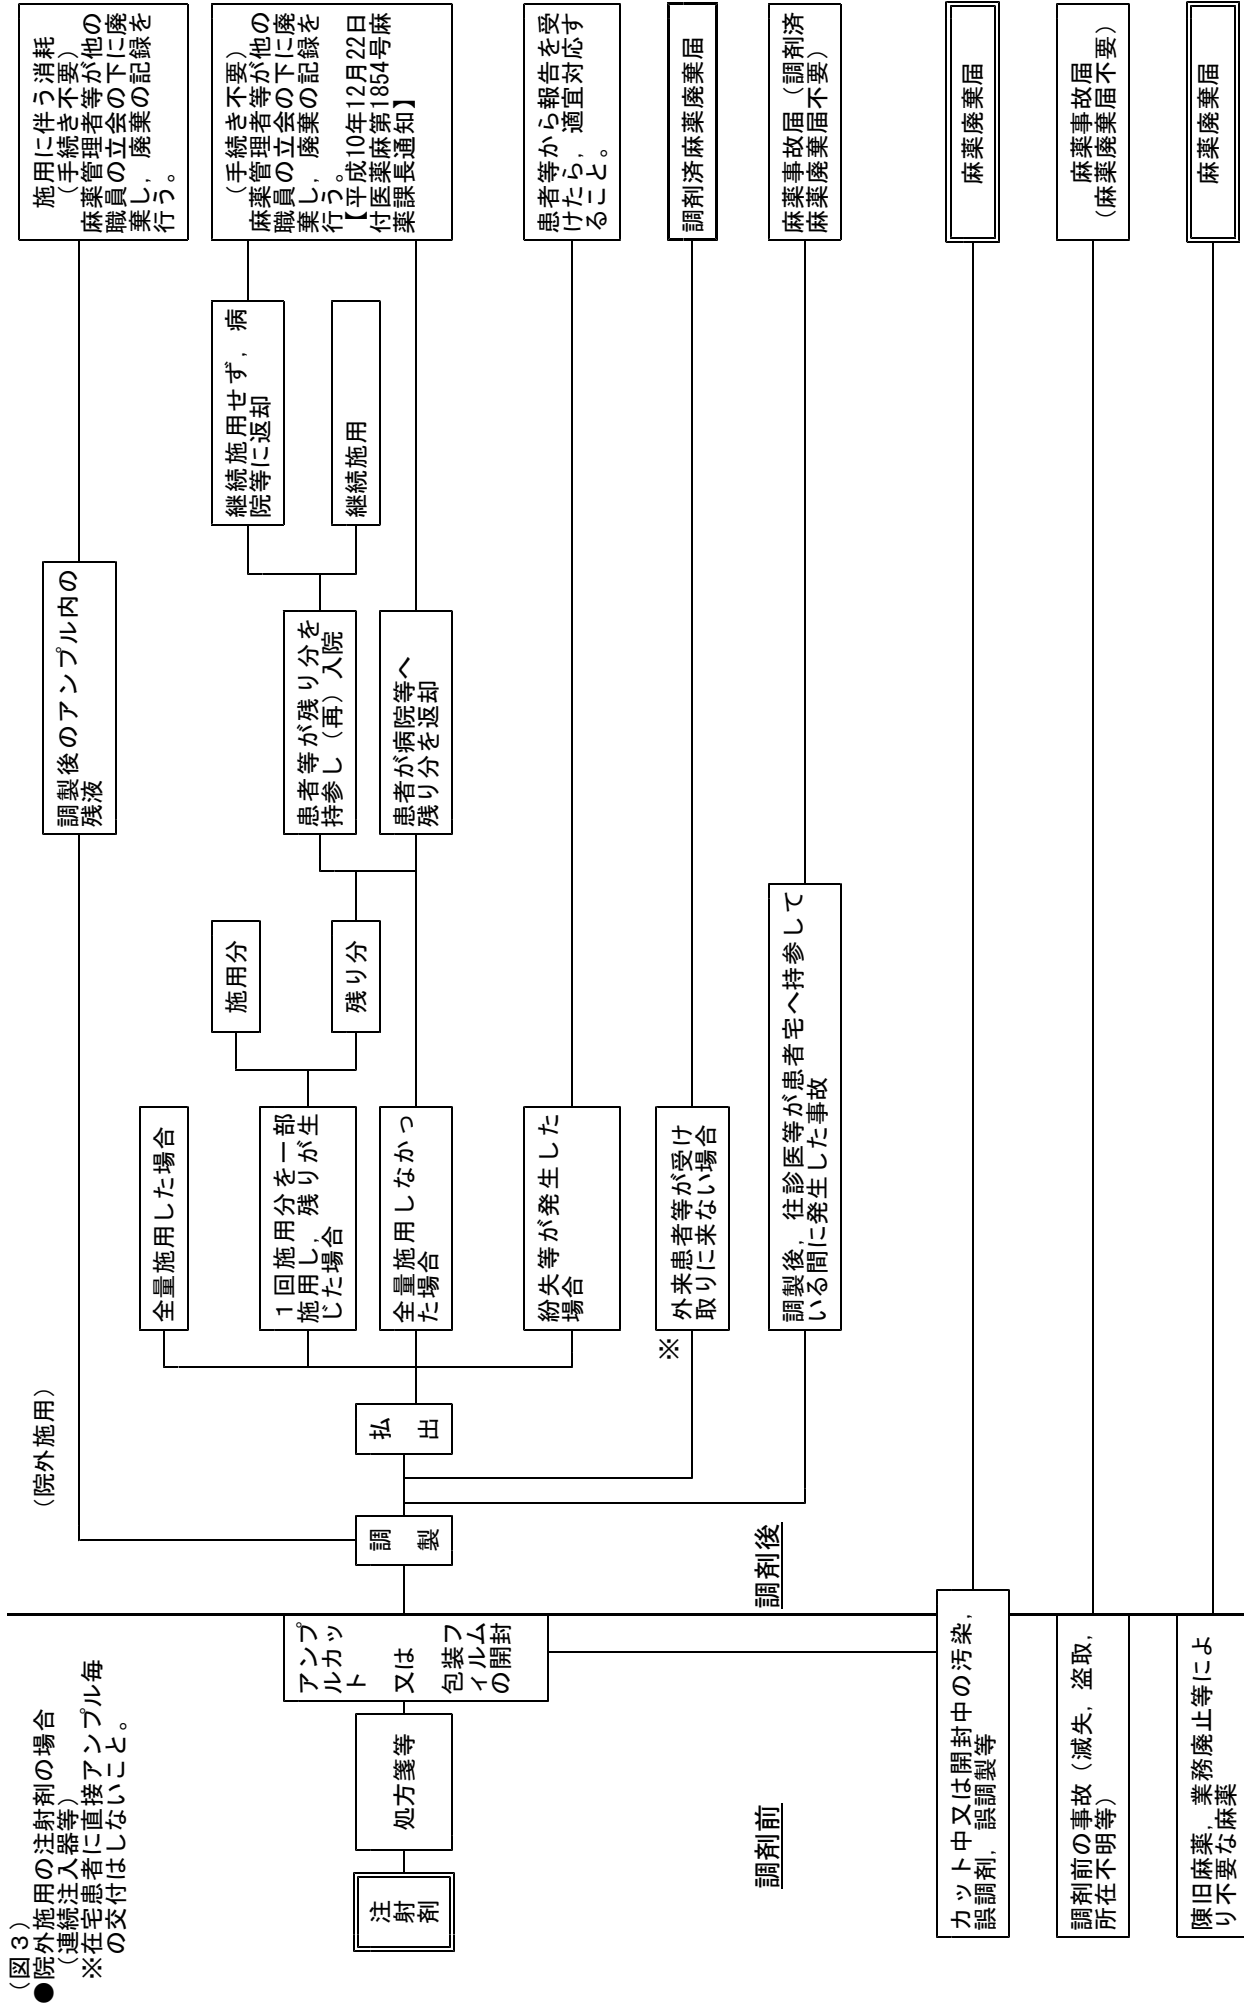 （図３）
●院外施用の注射剤の場合
（連続注入器等）
※在宅患者に直接アンプル毎
の交付はしないこと。
（院外施用）
注
射
剤
処方箋等
アンプ
ルカッ
ト
又は
包装フ
ィルム
の開封
調
製
払
出
調剤前
調剤後
調製後のアンプル内の
残液
施用に伴う消耗
（手続き不要）
麻薬管理者等が他の
職員の立会の下に廃
棄し，廃棄の記録を
行う。
全量施用した場合
１回施用分を一部
施用し，残りが生
じた場合
施用分
残り分
患者等が残り分を
持参し（再）入院
継続施用せず，病
院等に返却
継続施用
（手続き不要）
麻薬管理者等が他の
職員の立会の下に廃
棄し，廃棄の記録を
行う。
【平成10年12月22日
付医薬麻第1854号麻
薬課長通知】
全量施用しなかっ
た場合
患者が病院等へ
残り分を返却
紛失等が発生した
場合
患者等から報告を受
けたら，適宜対応す
ること。
※
外来患者等が受け
取りに来ない場合
調剤済麻薬廃棄届
調製後，往診医等が患者宅へ持参して
いる間に発生した事故
麻薬事故届（調剤済
麻薬廃棄届不要）
カット中又は開封中の汚染，
誤調剤，誤調製等
麻薬廃棄届
調剤前の事故（滅失，盗取，
所在不明等）
麻薬事故届
（麻薬廃棄届不要）
陳旧麻薬，業務廃止等によ
り不要な麻薬
麻薬廃棄届